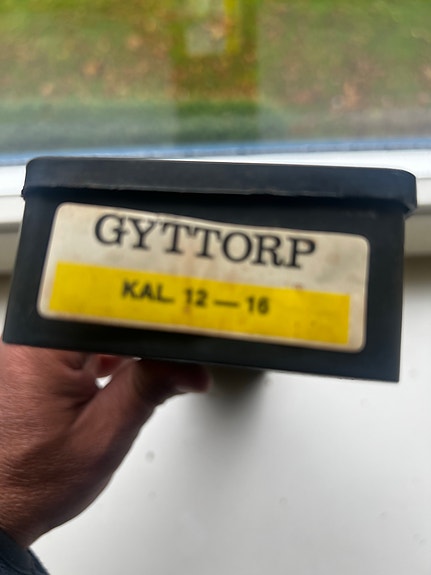 GYTTORP
KAL. 12 — 16